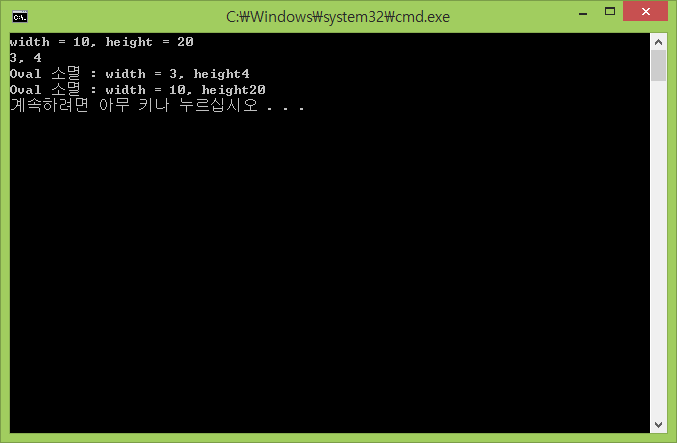 C:₩Windows₩system32₩cmd.exe
width = 10, height = 20
3, 4
Oval 소멸 : width = 3, height4
Oval 소멸 : width = 10, height20
계속하려면 아무 키나 누르십시오 . . .